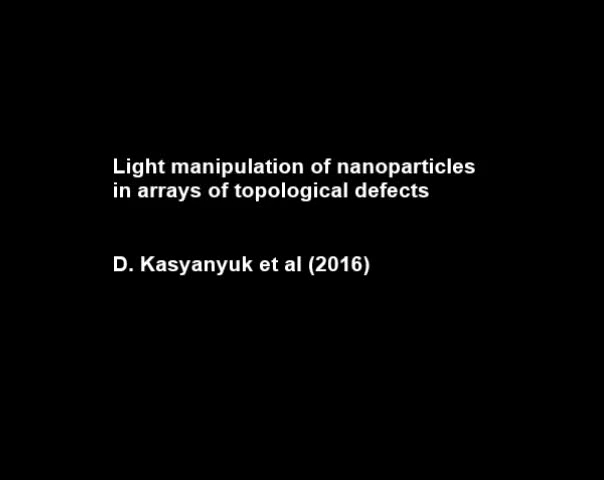 Light manipulation of nanoparticles
in arrays of topological defects
D. Kasyanyuk et al (2016)